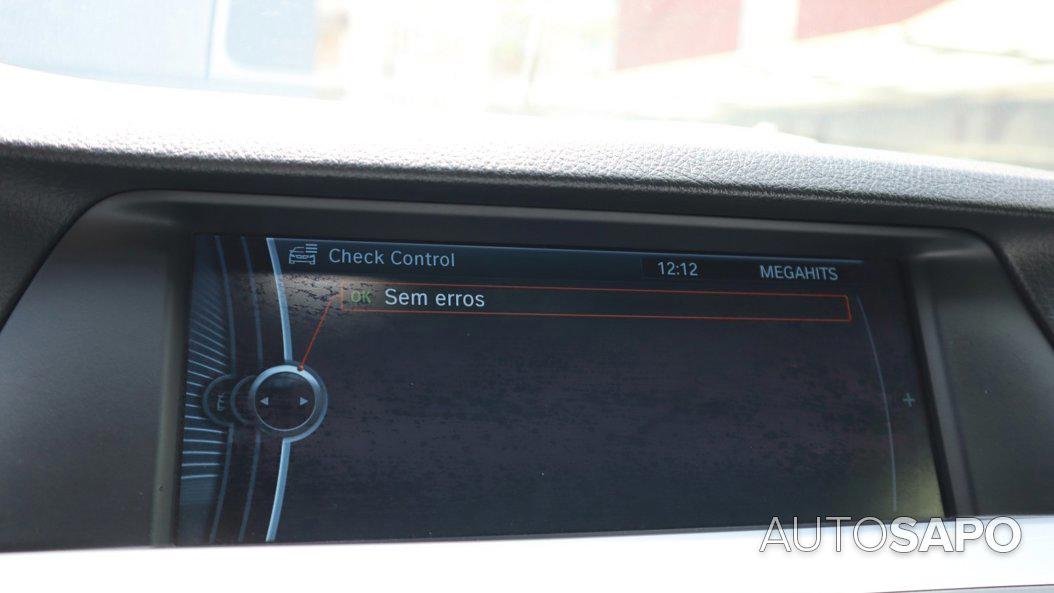 Check Control
12:12
MEGAHITS
OK Sem erros
AUTOSAPO